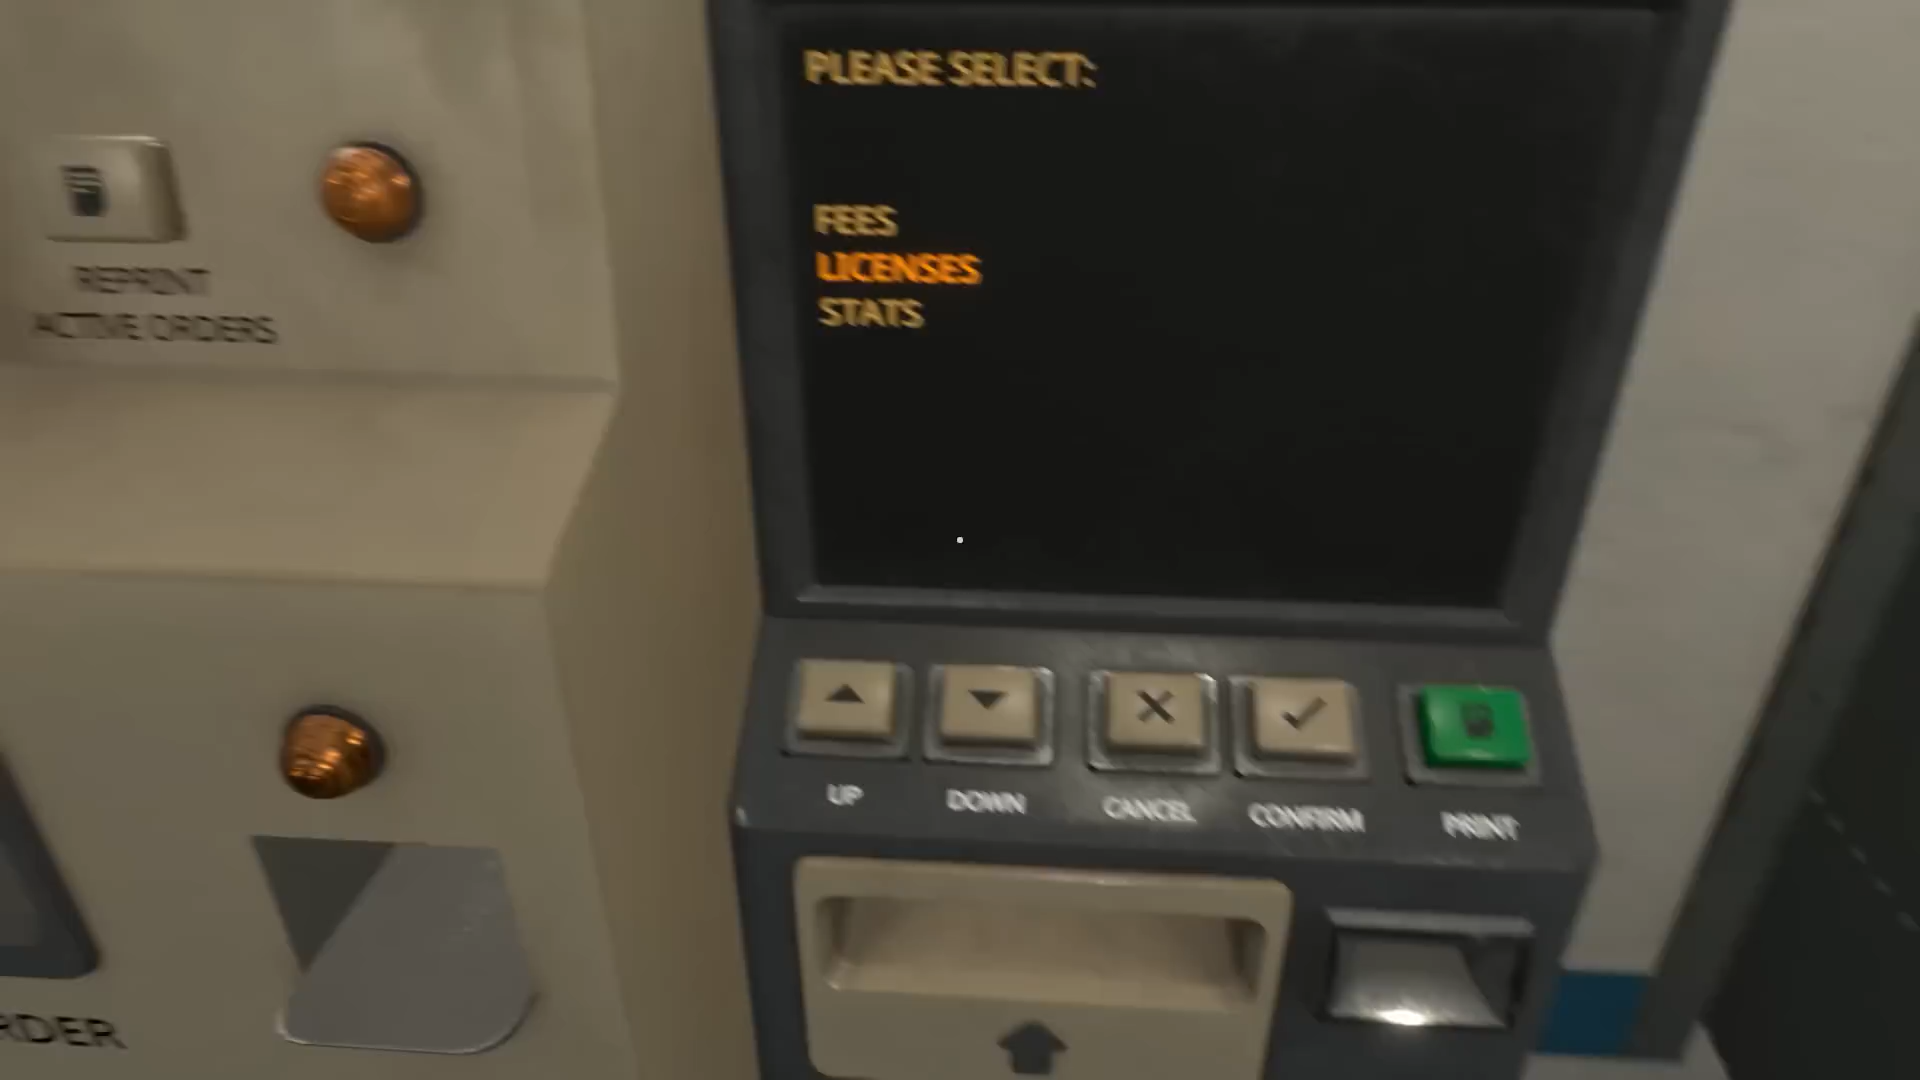 PLEASE SELECT:
FEES
LICENSES
STATS
REPRINT
ACTIVE ORDERS
UP
DOWN
CANCEL
CONFIRM
PRINT
RDER